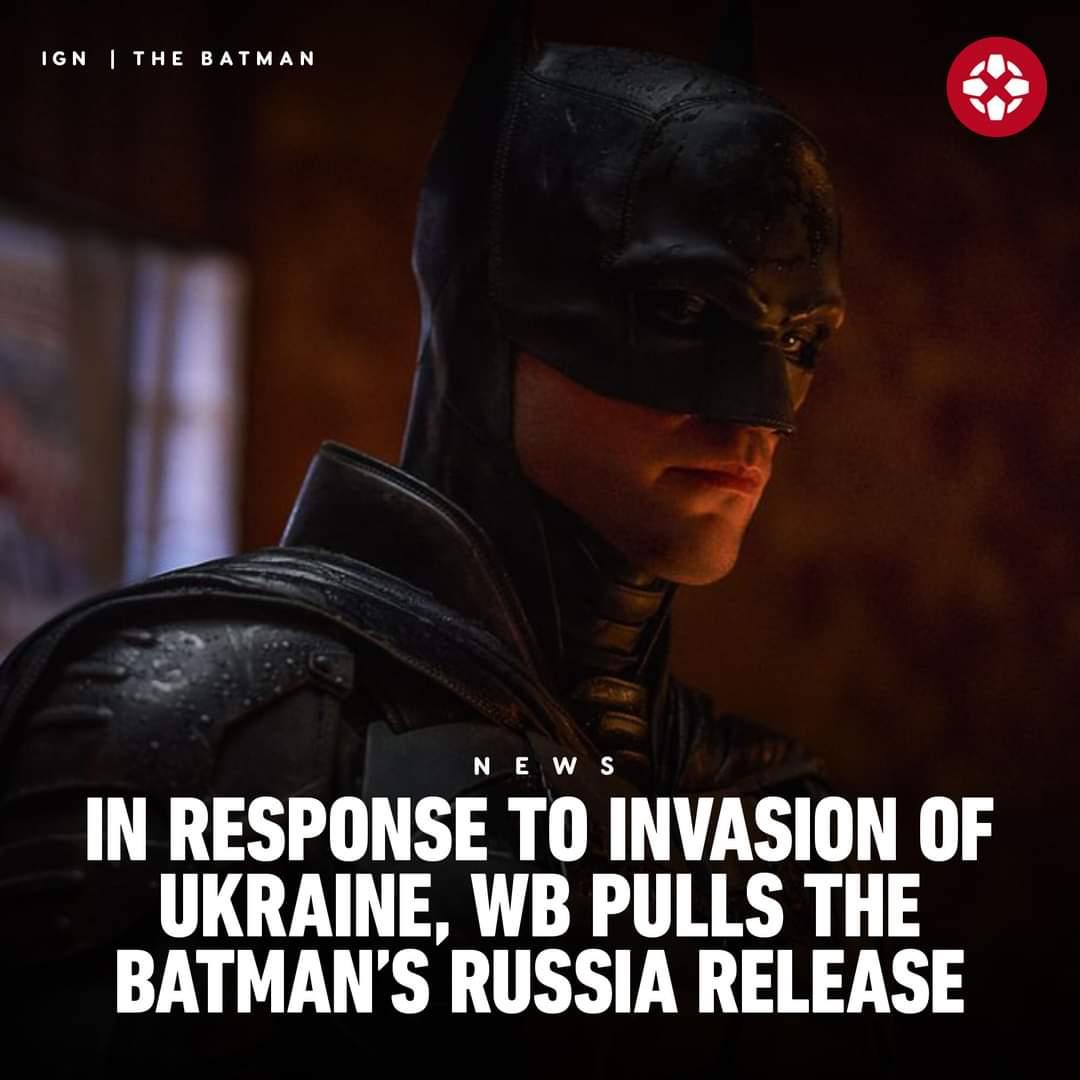 IGN | THE BATMAN
NEWS
IN RESPONSE TO INVASION OF
UKRAINE, WB PULLS THE
BATMAN'S RUSSIA RELEASE